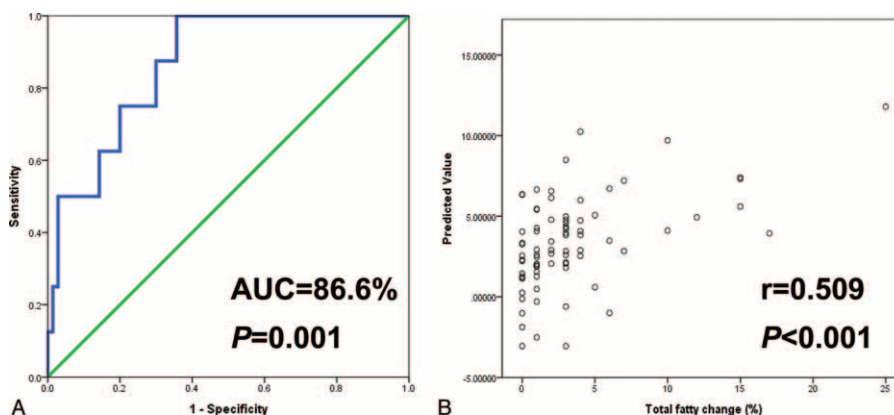 1.0
0.8
0.6
0.4
0.2
0.0
Sensitivity
0.0
0.2
0.4
0.6
0.8
1.0
1 - Specificity
AUC=86.6%
P=0.001
A
15.00000
10.00000
5.00000
.00000
-5.00000
Predicted Value
0
5
10
15
20
25
Total fatty change (%)
r=0.509
P<0.001
B